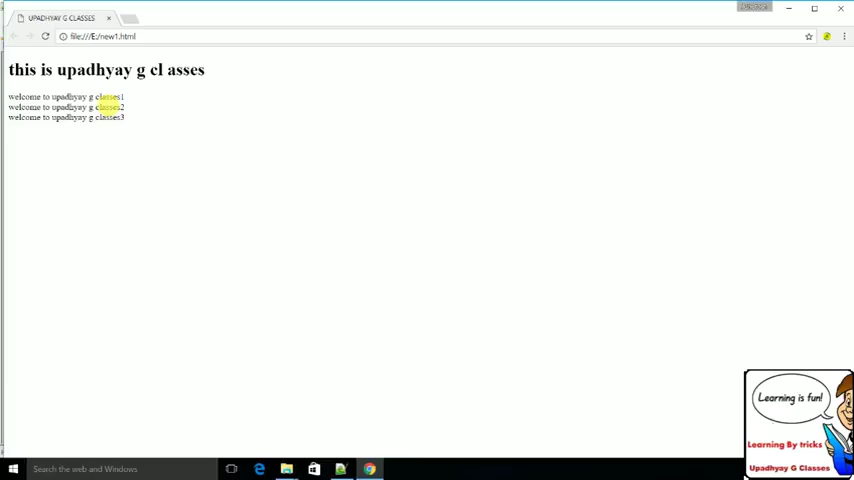 UPADHYAY G CLASSES
file:///E:/new1.html
this is upadhyay g cl asses
welcome to upadhyay g classes1
welcome to upadhyay g classes2
welcome to upadhyay g classes3
Learning is fun!
Learning By tricks
Upadhyay G Classes
Search the web and Windows